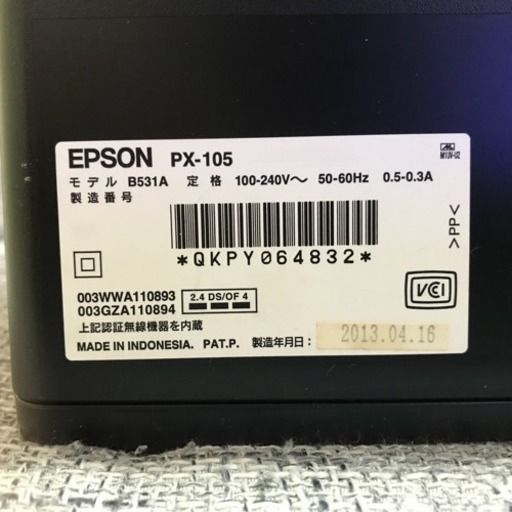 EPSON PX-105
モデル B531A 定格 100-240V～ 50-60Hz 0.5-0.3A
製造番号
*QKPY064832*
003WWA110893
003GZA110894
2.4 DS/OF 4
上記認証無線機器を内蔵
MADE IN INDONESIA. PAT.P. 製造年月日:
2013.04.16
VCI
>PP<